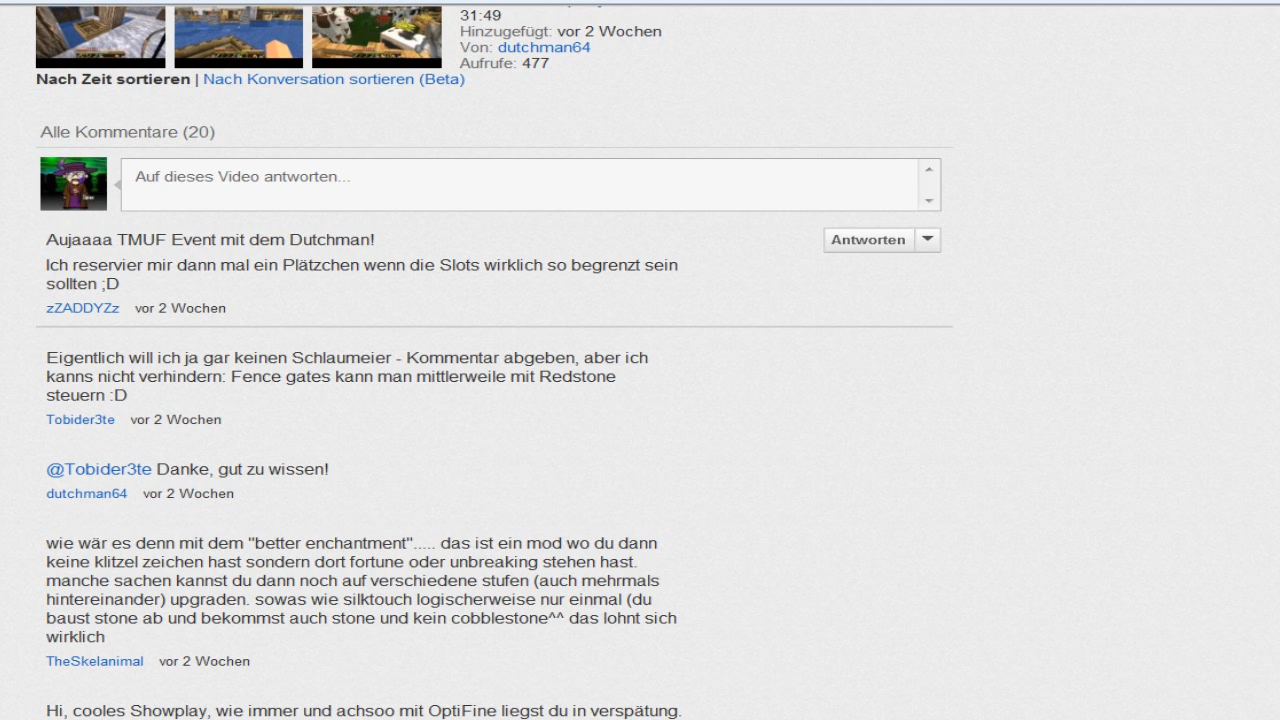 31:49
Hinzugefügt: vor 2 Wochen
Von: dutchman64
Aufrufe: 477
Nach Zeit sortieren | Nach Konversation sortieren (Beta)
Alle Kommentare (20)
Auf dieses Video antworten...
Aujaaaa TMUF Event mit dem Dutchman!
Antworten
Ich reservier mir dann mal ein Plätzchen wenn die Slots wirklich so begrenzt sein
sollten ;D
zZADDYZz vor 2 Wochen
Eigentlich will ich ja gar keinen Schlaumeier - Kommentar abgeben, aber ich
kanns nicht verhindern: Fence gates kann man mittlerweile mit Redstone
steuern :D
Tobider3te vor 2 Wochen
@Tobider3te Danke, gut zu wissen!
dutchman64 vor 2 Wochen
wie wär es denn mit dem "better enchantment"..... das ist ein mod wo du dann
keine klitzel zeichen hast sondern dort fortune oder unbreaking stehen hast.
manche sachen kannst du dann noch auf verschiedene stufen (auch mehrmals
hintereinander) upgraden. sowas wie silktouch logischerweise nur einmal (du
baust stone ab und bekommst auch stone und kein cobblestone^^ das lohnt sich
wirklich
TheSkelanimal vor 2 Wochen
Hi, cooles Showplay, wie immer und achsoo mit OptiFine liegst du in verspätung.